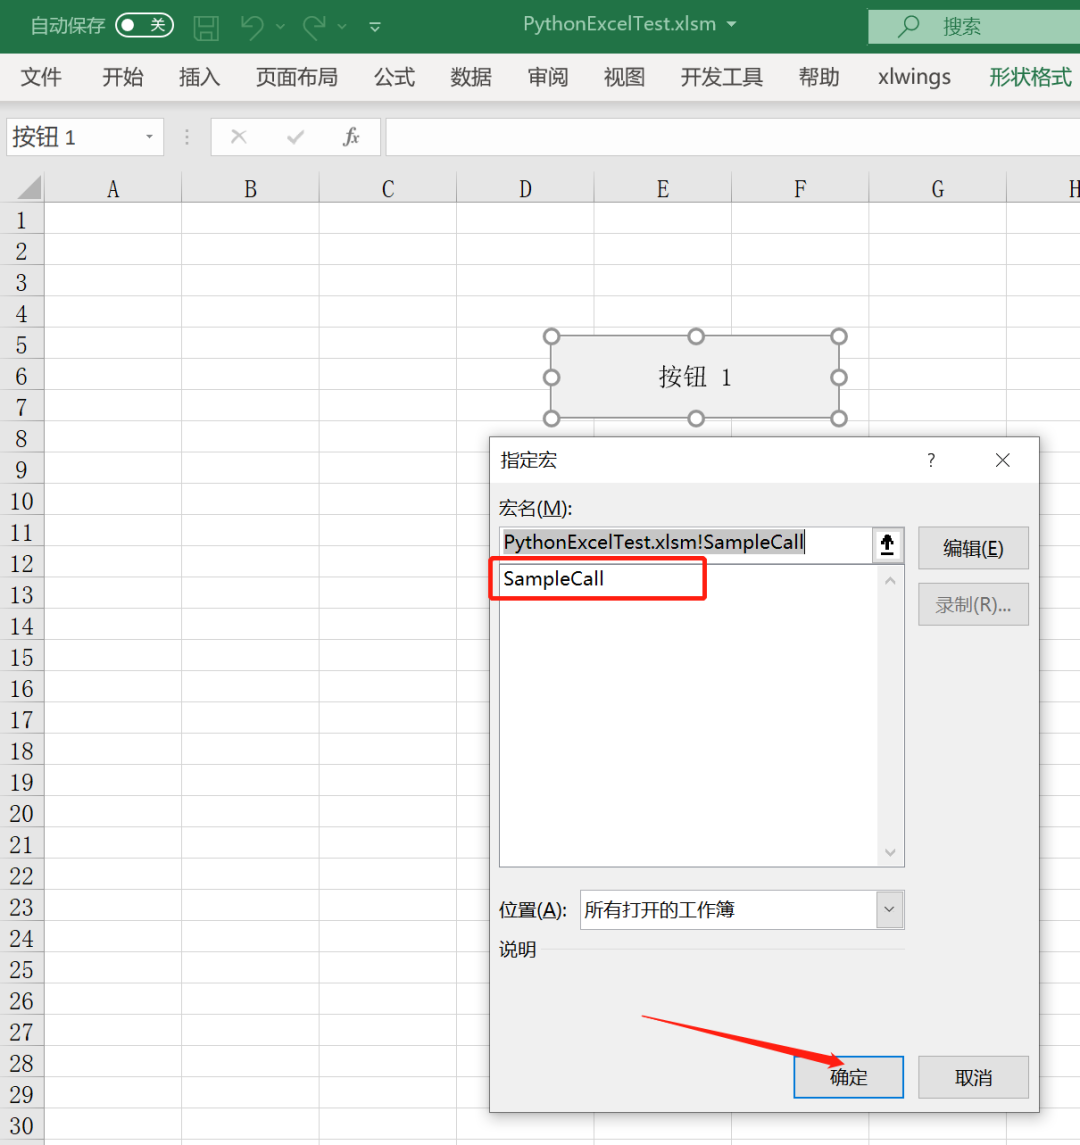 自动保存 关 PythonExcelTest.xlsm 搜索
文件 开始 插入 页面布局 公式 数据 审阅 视图 开发工具 帮助 xlwings 形状格式
按钮 1 fx
A B C D E F G H
1
2
3
4
5
6
按钮 1
7
8
9
10
11
12
13
14
15
16
17
18
19
20
21
22
23
24
25
26
27
28
29
30
指定宏 ?
宏名(M):
PythonExcelTest.xlsm!SampleCall
编辑(E)
SampleCall
录制(R)...
位置(A): 所有打开的工作簿
说明
确定 取消